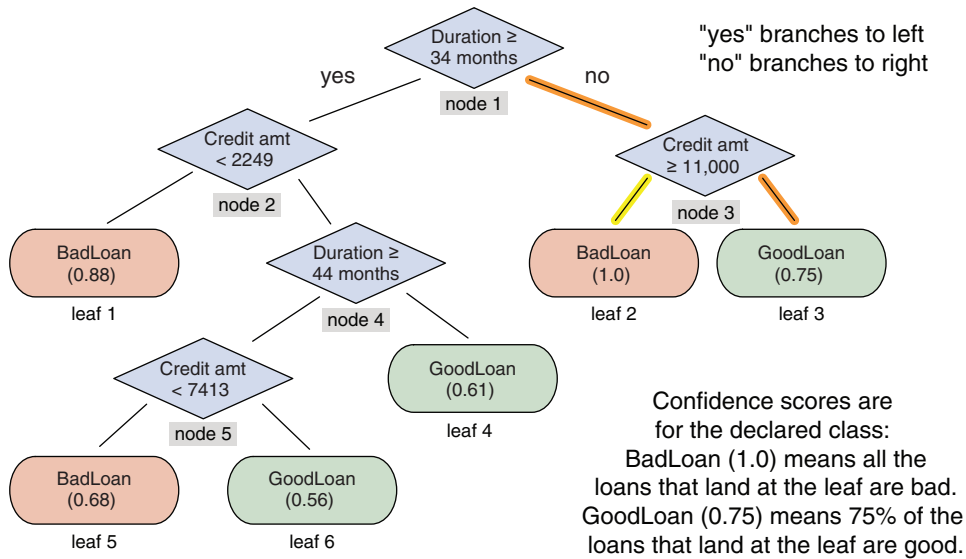 Duration ≥
34 months
"yes" branches to left
"no" branches to right
yes
no
node 1
Credit amt
< 2249
node 2
Credit amt
≥ 11,000
node 3
BadLoan
(0.88)
leaf 1
Duration ≥
44 months
node 4
BadLoan
(1.0)
leaf 2
GoodLoan
(0.75)
leaf 3
Credit amt
< 7413
node 5
GoodLoan
(0.61)
leaf 4
BadLoan
(0.68)
leaf 5
GoodLoan
(0.56)
leaf 6
Confidence scores are
for the declared class:
BadLoan (1.0) means all the
loans that land at the leaf are bad.
GoodLoan (0.75) means 75% of the
loans that land at the leaf are good.